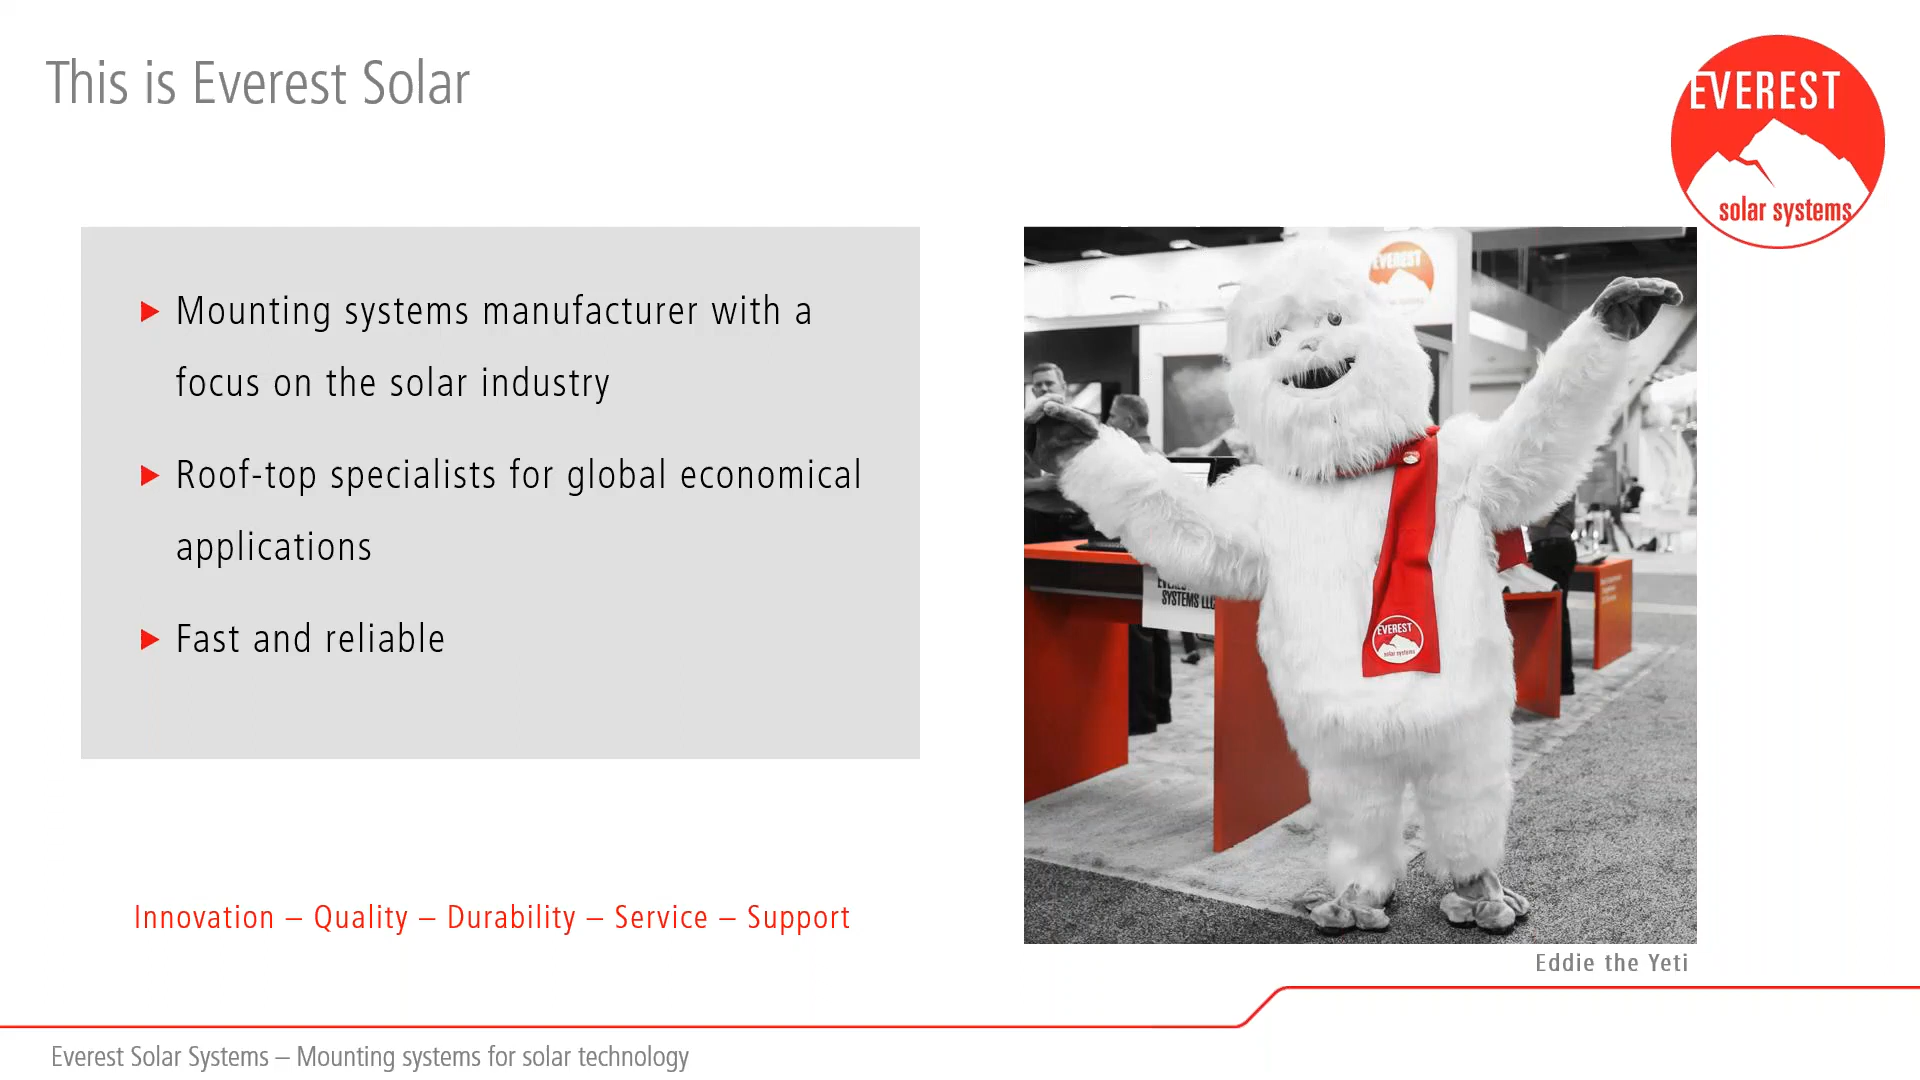 This is Everest Solar
EVEREST
solar systems
Mounting systems manufacturer with a
focus on the solar industry
Roof-top specialists for global economical
applications
Fast and reliable
EVEREST
SYSTEMS LLC
EVEREST
solar systems
Innovation – Quality – Durability – Service – Support
Eddie the Yeti
Everest Solar Systems – Mounting systems for solar technology